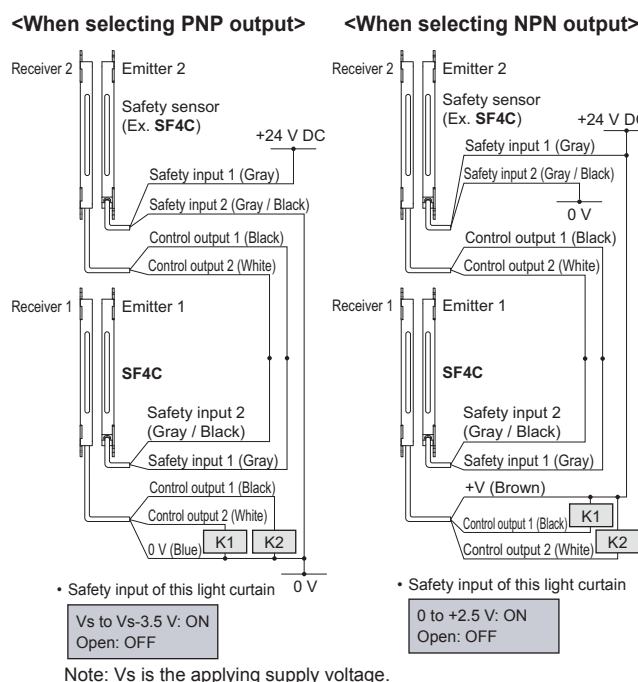 <When selecting PNP output>
Receiver 2
Emitter 2
Safety sensor
(Ex. SF4C)
+24 V DC
Safety input 1 (Gray)
Safety input 2 (Gray / Black)
Control output 1 (Black)
Control output 2 (White)
Receiver 1
Emitter 1
SF4C
Safety input 2
(Gray / Black)
Safety input 1 (Gray)
Control output 1 (Black)
Control output 2 (White)
0 V (Blue)
K1
K2
0 V
• Safety input of this light curtain
Vs to Vs-3.5 V: ON
Open: OFF
Note: Vs is the applying supply voltage.
<When selecting NPN output>
Receiver 2
Emitter 2
Safety sensor
(Ex. SF4C)
+24 V DC
Safety input 1 (Gray)
Safety input 2 (Gray / Black)
0 V
Control output 1 (Black)
Control output 2 (White)
Receiver 1
Emitter 1
SF4C
Safety input 2
(Gray / Black)
Safety input 1 (Gray)
+V (Brown)
K1
Control output 1 (Black)
K2
Control output 2 (White)
• Safety input of this light curtain
0 to +2.5 V: ON
Open: OFF